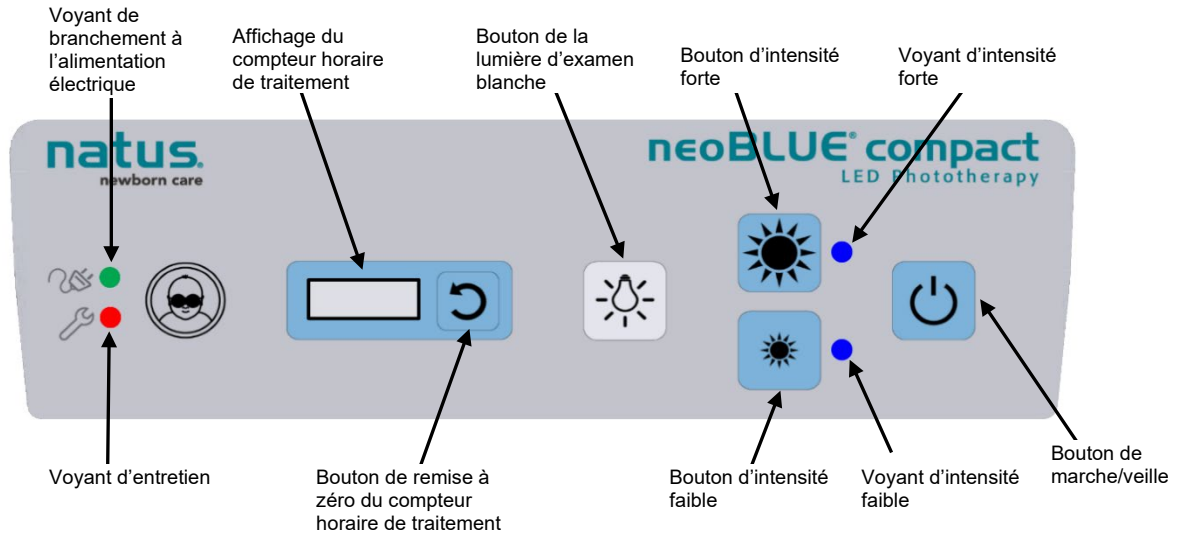 Voyant de
branchement à
l'alimentation
électrique
Affichage du
compteur horaire
de traitement
Bouton de la
lumière d'examen
blanche
Bouton d'intensité
forte
Voyant d'intensité
forte
natus.
newborn care
neoBLUE® compact
LED Phototherapy
Voyant d'entretien
Bouton de remise à
zéro du compteur
horaire de traitement
Bouton d'intensité
faible
Voyant d'intensité
faible
Bouton de
marche/veille